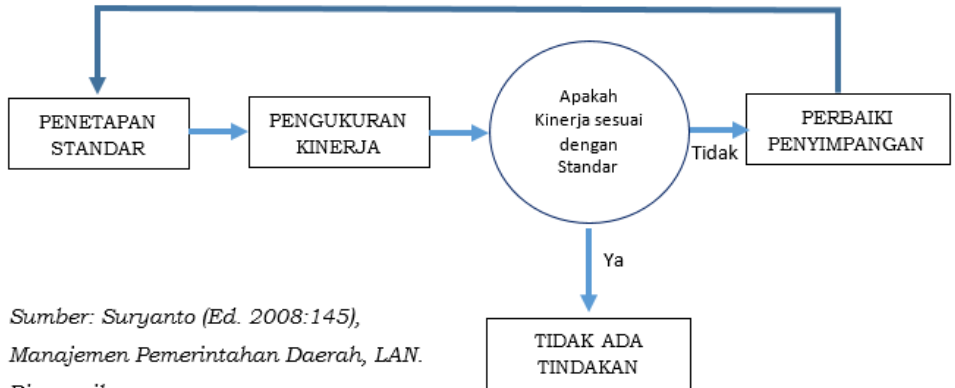 PENETAPAN
STANDAR
PENGUKURAN
KINERJA
Apakah
Kinerja sesuai
dengan
Standar
Tidak
PERBAIKI
PENYIMPANGAN
Ya
TIDAK ADA
TINDAKAN
Sumber: Suryanto (Ed. 2008:145),
Manajemen Pemerintahan Daerah, LAN.